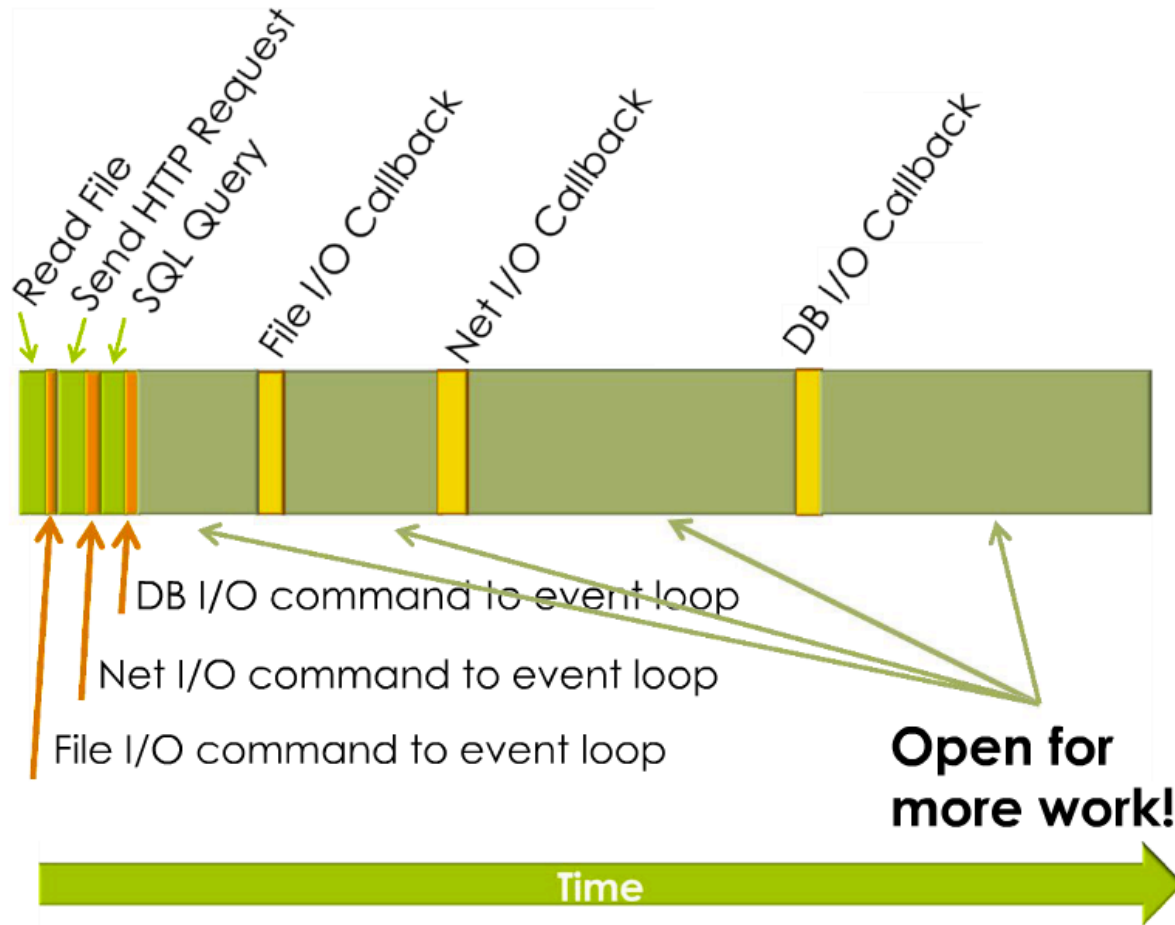 Read File
Send HTTP Request
SQL Query
File I/O Callback
Net I/O Callback
DB I/O Callback
DB I/O command to event loop
Net I/O command to event loop
File I/O command to event loop
Open for
more work!
Time